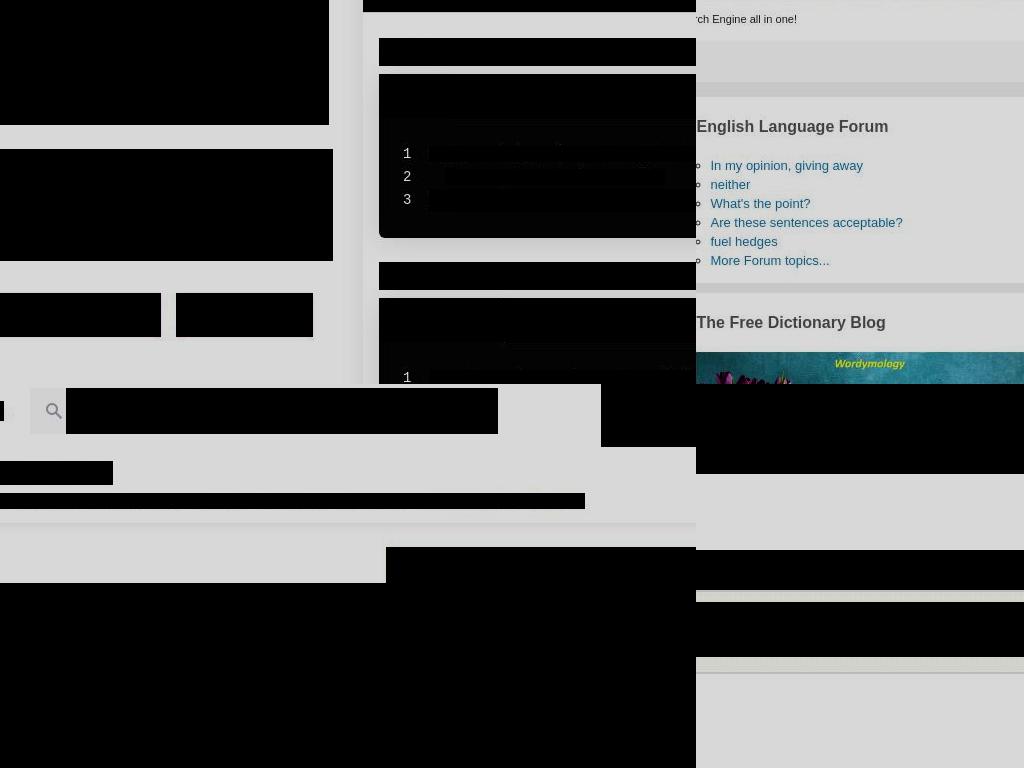 ch Engine all in one!
English Language Forum
In my opinion, giving away
neither
What's the point?
Are these sentences acceptable?
fuel hedges
More Forum topics...
The Free Dictionary Blog
Wordymology
1
2
3
1